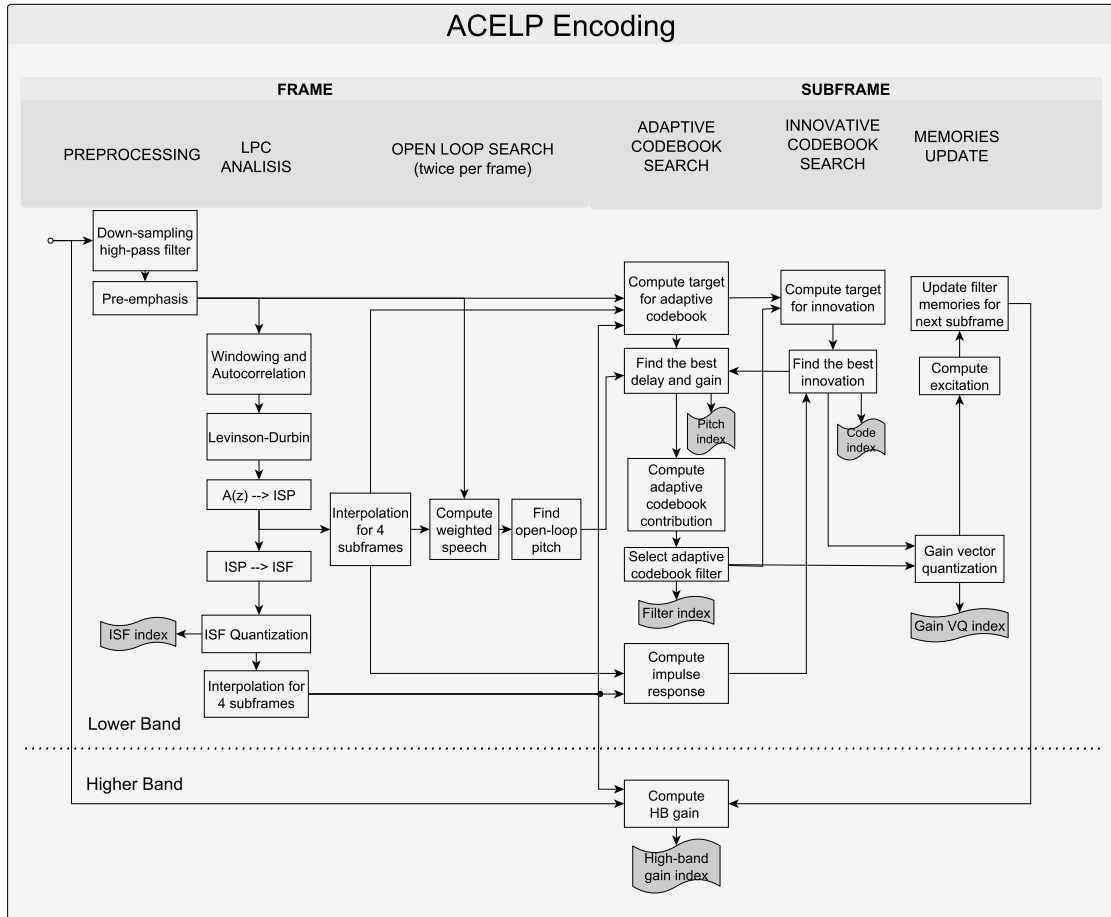 ACELP Encoding
FRAME
SUBFRAME
PREPROCESSING
LPC
ANALISIS
OPEN LOOP SEARCH
(twice per frame)
ADAPTIVE
CODEBOOK
SEARCH
INNOVATIVE
CODEBOOK
SEARCH
MEMORIES
UPDATE
Down-sampling
high-pass filter
Pre-emphasis
Windowing and
Autocorrelation
Levinson-Durbin
A(z) --> ISP
ISP --> ISF
ISF index
ISF Quantization
Interpolation for
4 subframes
Interpolation
for 4
subframes
Compute
weighted
speech
Find
open-loop
pitch
Compute target
for adaptive
codebook
Find the best
delay and gain
Pitch
index
Compute
adaptive
codebook
contribution
Select adaptive
codebook filter
Filter index
Compute
impulse
response
Compute target
for innovation
Find the best
innovation
Code
index
Update filter
memories for
next subframe
Compute
excitation
Gain vector
quantization
Gain VQ index
Lower Band
Higher Band
Compute
HB gain
High-band
gain index